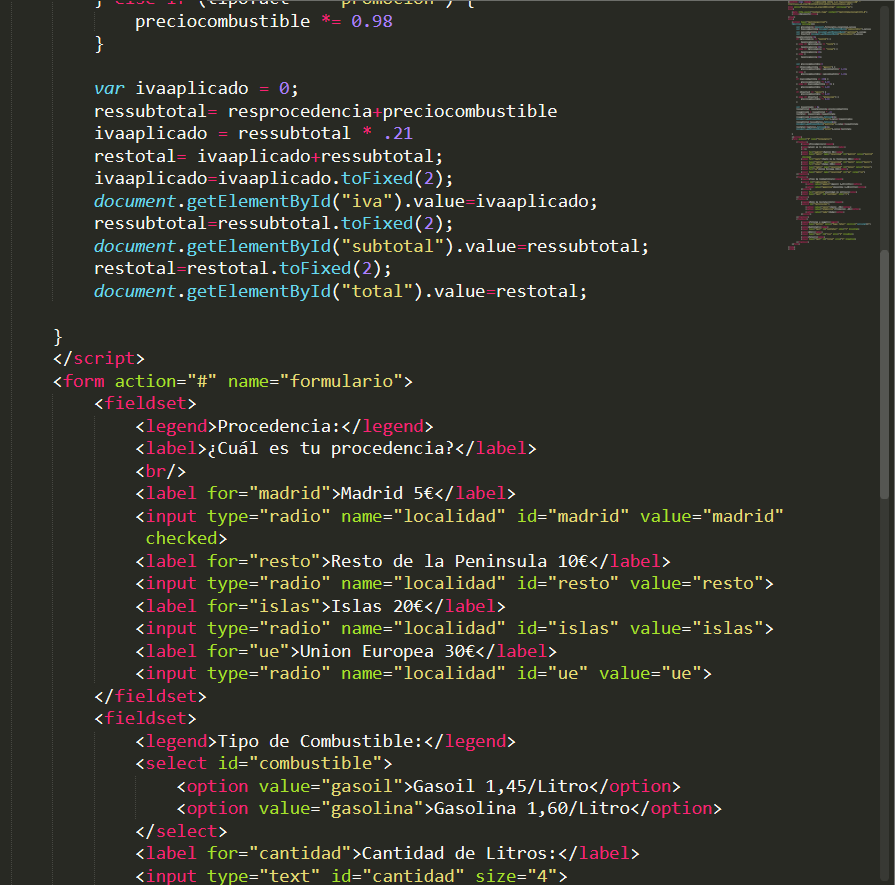 } else if (tipofact == "promocion") {
preciocombustible *= 0.98
}
var ivaaplicado = 0;
ressubtotal= resprocedencia+preciocombustible
ivaaplicado = ressubtotal * .21
restotal= ivaaplicado+ressubtotal;
ivaaplicado=ivaaplicado.toFixed(2);
document.getElementById("iva").value=ivaaplicado;
ressubtotal=ressubtotal.toFixed(2);
document.getElementById("subtotal").value=ressubtotal;
restotal=restotal.toFixed(2);
document.getElementById("total").value=restotal;
}
</script>
<form action="#" name="formulario">
<fieldset>
<legend>Procedencia:</legend>
<label>¿Cuál es tu procedencia?</label>
<br/>
<label for="madrid">Madrid 5€</label>
<input type="radio" name="localidad" id="madrid" value="madrid"
checked>
<label for="resto">Resto de la Peninsula 10€</label>
<input type="radio" name="localidad" id="resto" value="resto">
<label for="islas">Islas 20€</label>
<input type="radio" name="localidad" id="islas" value="islas">
<label for="ue">Union Europea 30€</label>
<input type="radio" name="localidad" id="ue" value="ue">
</fieldset>
<fieldset>
<legend>Tipo de Combustible:</legend>
<select id="combustible">
<option value="gasoil">Gasoil 1,45/Litro</option>
<option value="gasolina">Gasolina 1,60/Litro</option>
</select>
<label for="cantidad">Cantidad de Litros:</label>
<input type="text" id="cantidad" size="4">